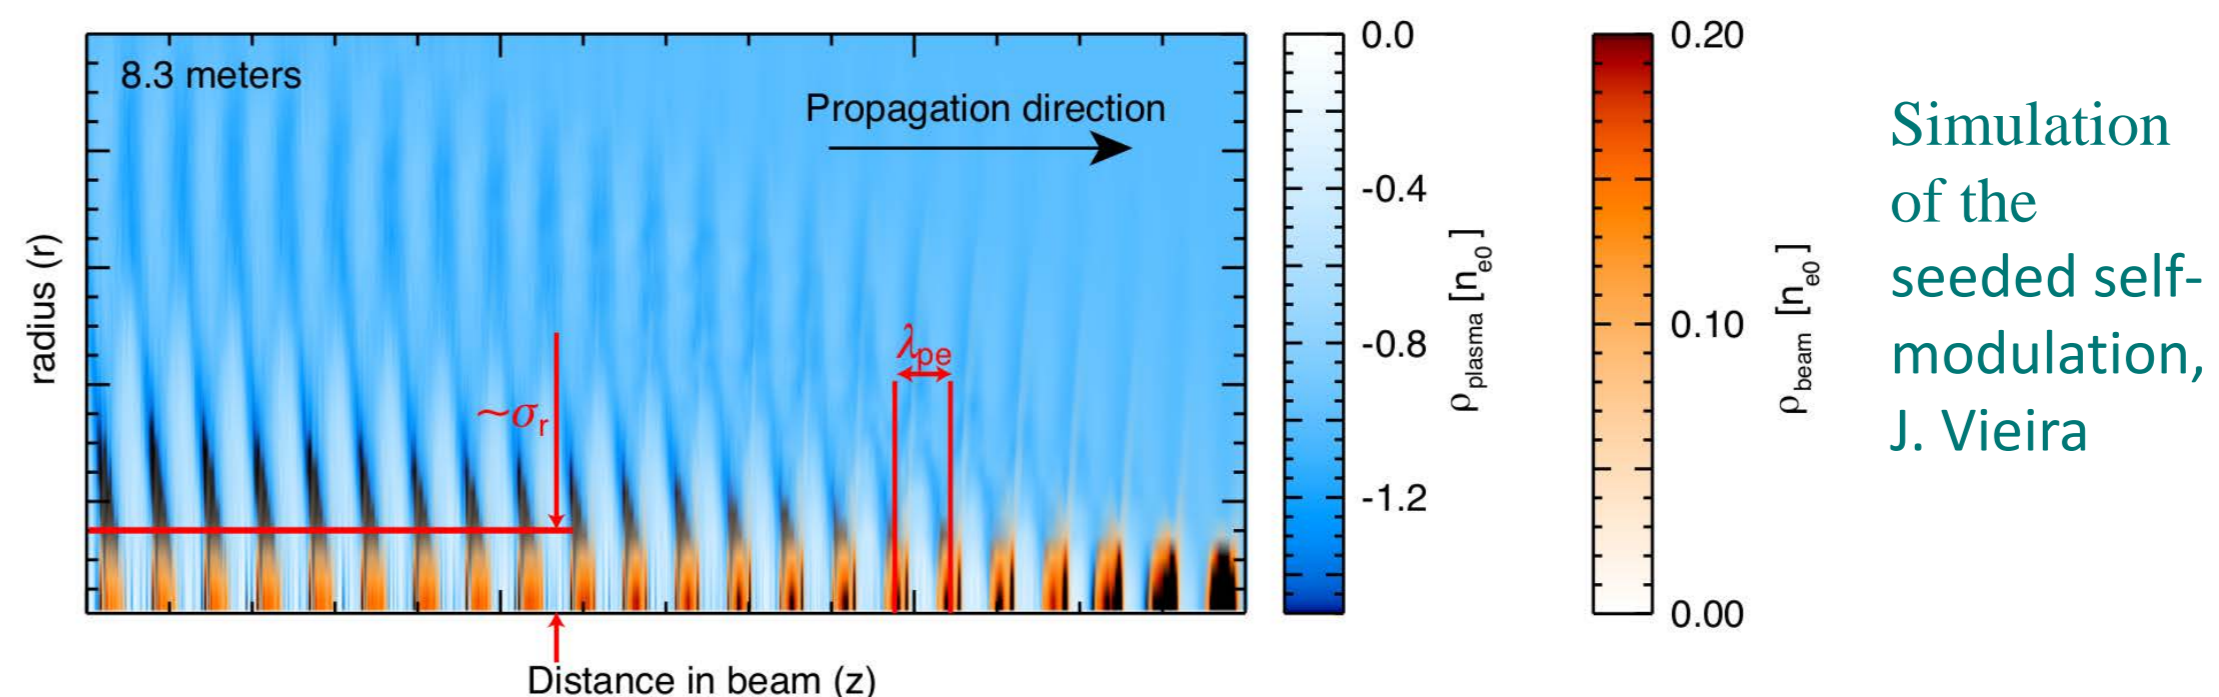 8.3 meters
Propagation direction
radius (r)
~σr
λpe
Distance in beam (z)
0.0
-0.4
-0.8
-1.2
ρplasma [ne0]
0.20
0.10
0.00
ρbeam [ne0]
Simulation
of the
seeded self-
modulation,
J. Vieira